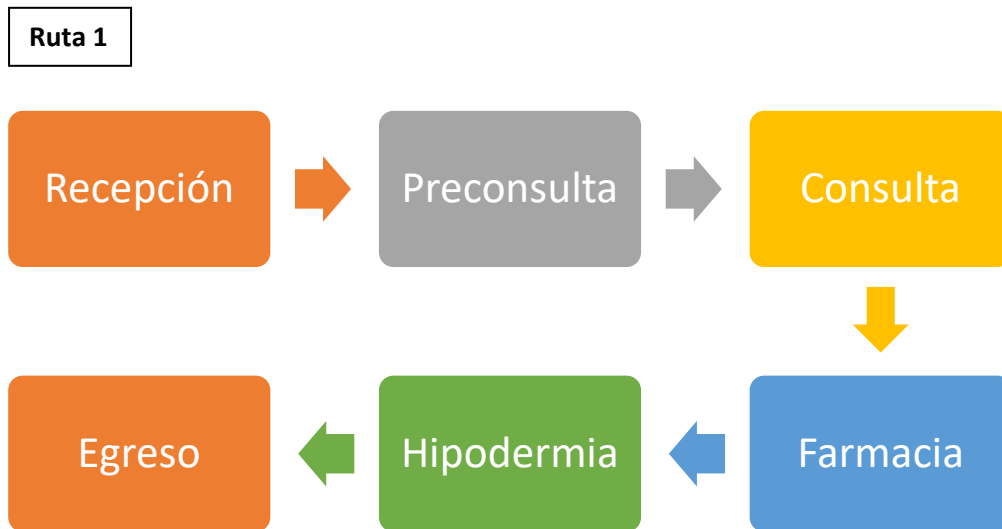 Ruta 1
Recepción
Preconsulta
Consulta
Farmacia
Hipodermia
Egreso